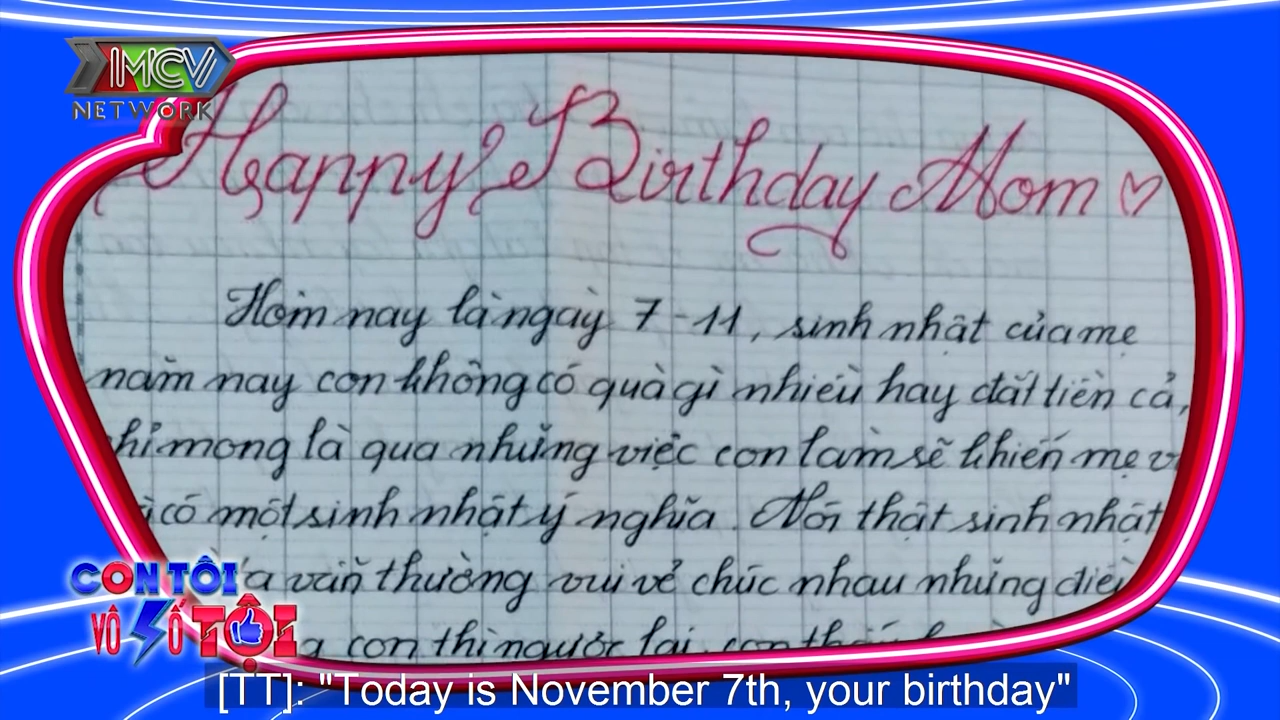 MCV
NETWORK
Happy Birthday Mom
Hôm nay là ngày 7-11, sinh nhật của mẹ
năm nay con không có quà gì nhiều hay đắt tiền cả,
mong là qua những việc con làm sẽ khiến mẹ
có một sinh nhật ý nghĩa. Nói thật sinh nhật
vẫn thường vui vẻ chúc nhau những điều
con thì ngược lại, con
CON TÔI
VÔ SỐ TỘI
[TT]: "Today is November 7th, your birthday"